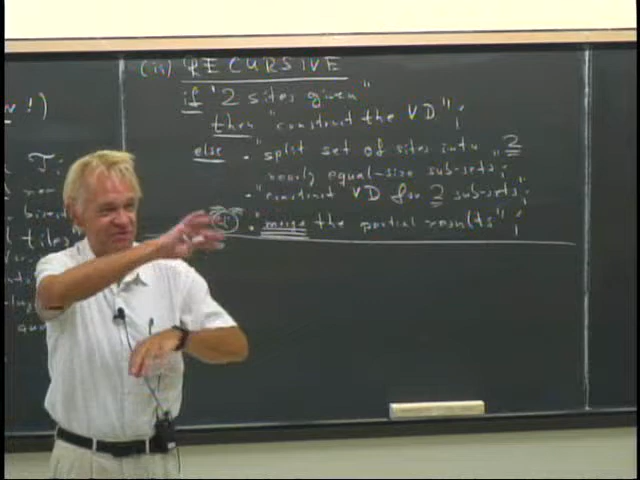 (ii) RECURSIVE
!)
if "2 sites given"
then "construct the VD";
else • "split set of sites into 2
nearly equal-size sub-sets;
• "construct VD for 2 sub-sets;
• "merge the partial results";